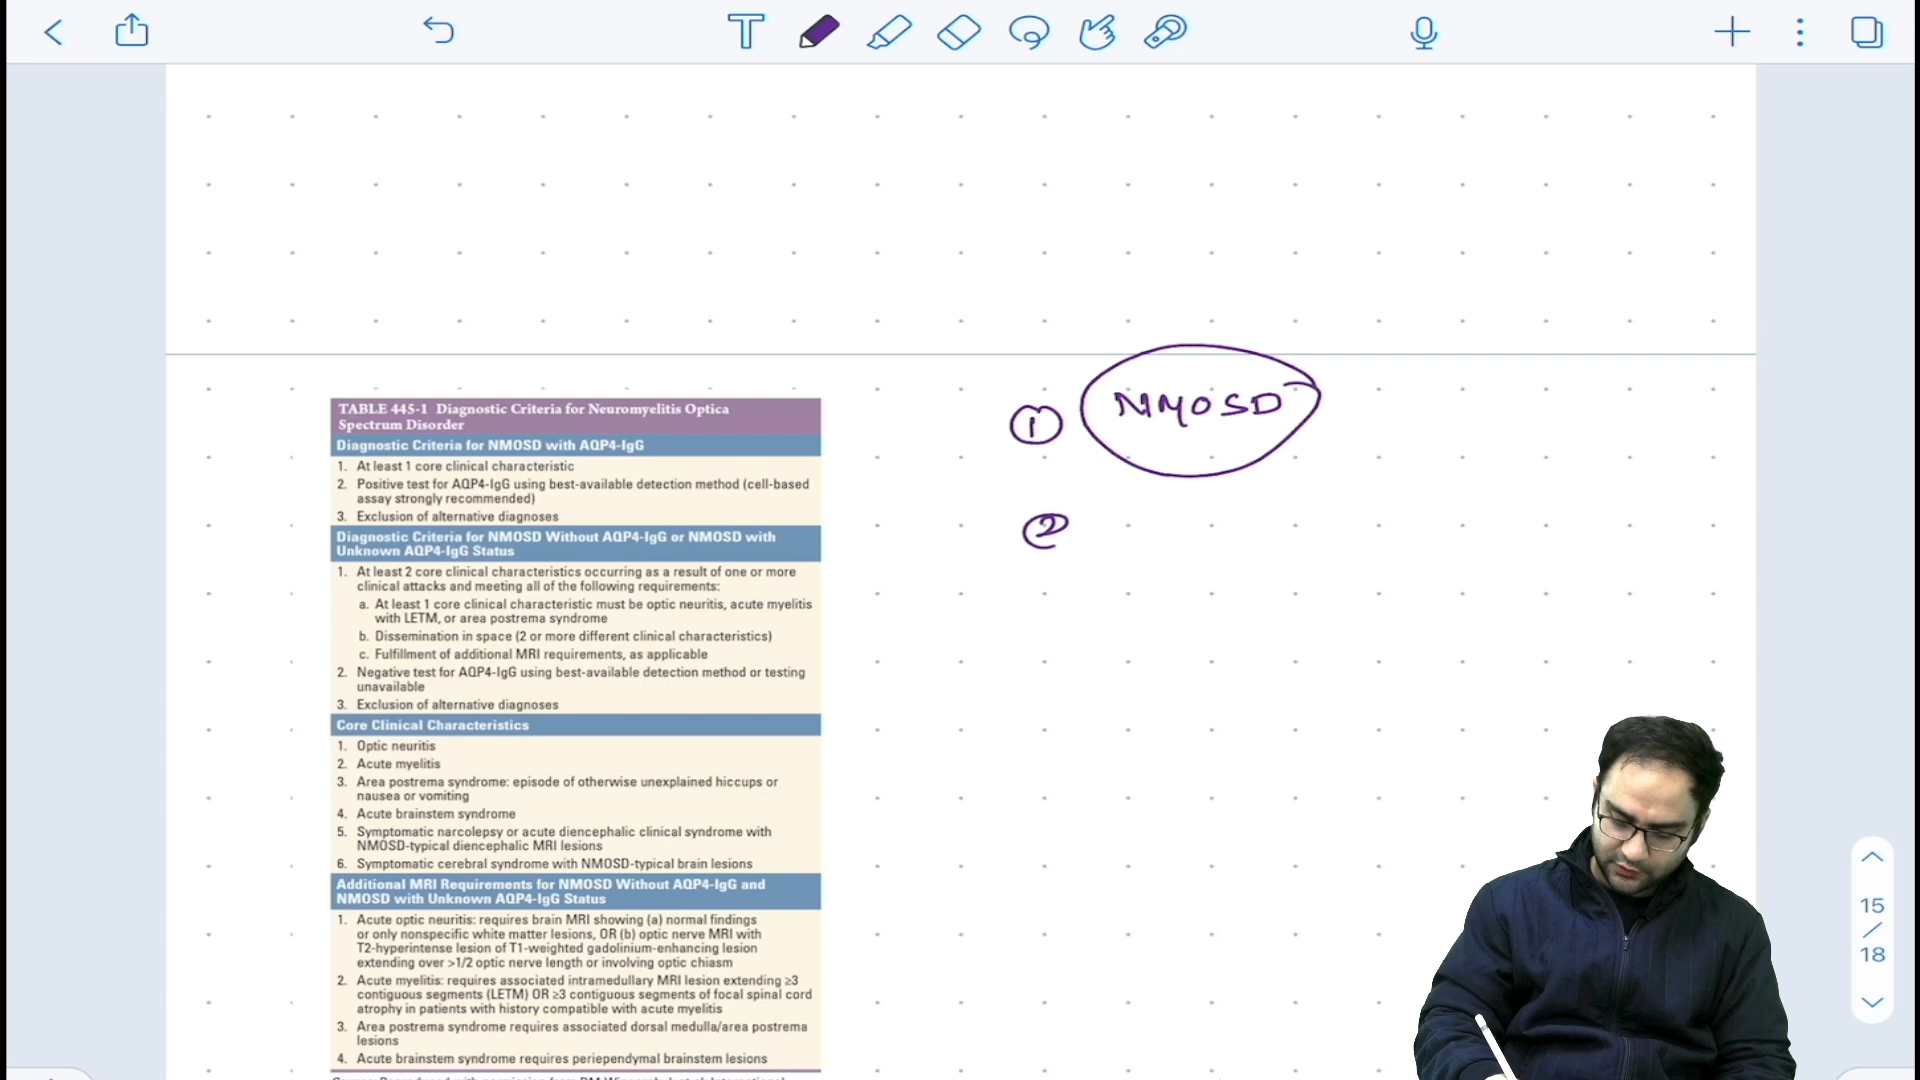 T
TABLE 445-1 Diagnostic Criteria for Neuromyelitis Optica
Spectrum Disorder
Diagnostic Criteria for NMOSD with AQP4-IgG
1. At least 1 core clinical characteristic
2. Positive test for AQP4-IgG using best-available detection method (cell-based
assay strongly recommended)
3. Exclusion of alternative diagnoses
Diagnostic Criteria for NMOSD Without AQP4-IgG or NMOSD with
Unknown AQP4-IgG Status
1. At least 2 core clinical characteristics occurring as a result of one or more
clinical attacks and meeting all of the following requirements:
a. At least 1 core clinical characteristic must be optic neuritis, acute myelitis
with LETM, or area postrema syndrome
b. Dissemination in space (2 or more different clinical characteristics)
c. Fulfillment of additional MRI requirements, as applicable
2. Negative test for AQP4-IgG using best-available detection method or testing
unavailable
3. Exclusion of alternative diagnoses
Core Clinical Characteristics
1. Optic neuritis
2. Acute myelitis
3. Area postrema syndrome: episode of otherwise unexplained hiccups or
nausea or vomiting
4. Acute brainstem syndrome
5. Symptomatic narcolepsy or acute diencephalic clinical syndrome with
NMOSD-typical diencephalic MRI lesions
6. Symptomatic cerebral syndrome with NMOSD-typical brain lesions
Additional MRI Requirements for NMOSD Without AQP4-IgG and
NMOSD with Unknown AQP4-IgG Status
1. Acute optic neuritis: requires brain MRI showing (a) normal findings
or only nonspecific white matter lesions, OR (b) optic nerve MRI with
T2-hyperintense lesion of T1-weighted gadolinium-enhancing lesion
extending over >1/2 optic nerve length or involving optic chiasm
2. Acute myelitis: requires associated intramedullary MRI lesion extending ≥3
contiguous segments (LETM) OR ≥3 contiguous segments of focal spinal cord
atrophy in patients with history compatible with acute myelitis
3. Area postrema syndrome requires associated dorsal medulla/area postrema
lesions
4. Acute brainstem syndrome requires periependymal brainstem lesions
① NMOSD
②
15
/
18